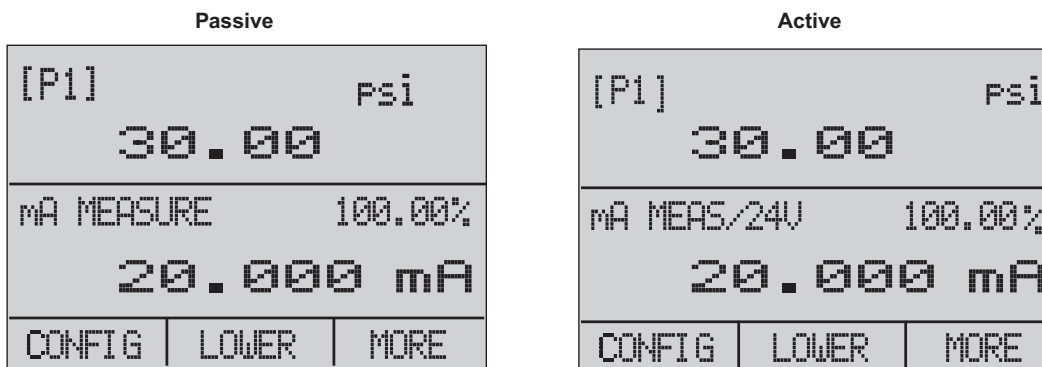 Passive
[P1] psi
30.00
mA MEASURE 100.00%
20.000 mA
CONFIG LOWER MORE
Active
[P1] psi
30.00
mA MEAS/24V 100.00%
20.000 mA
CONFIG LOWER MORE